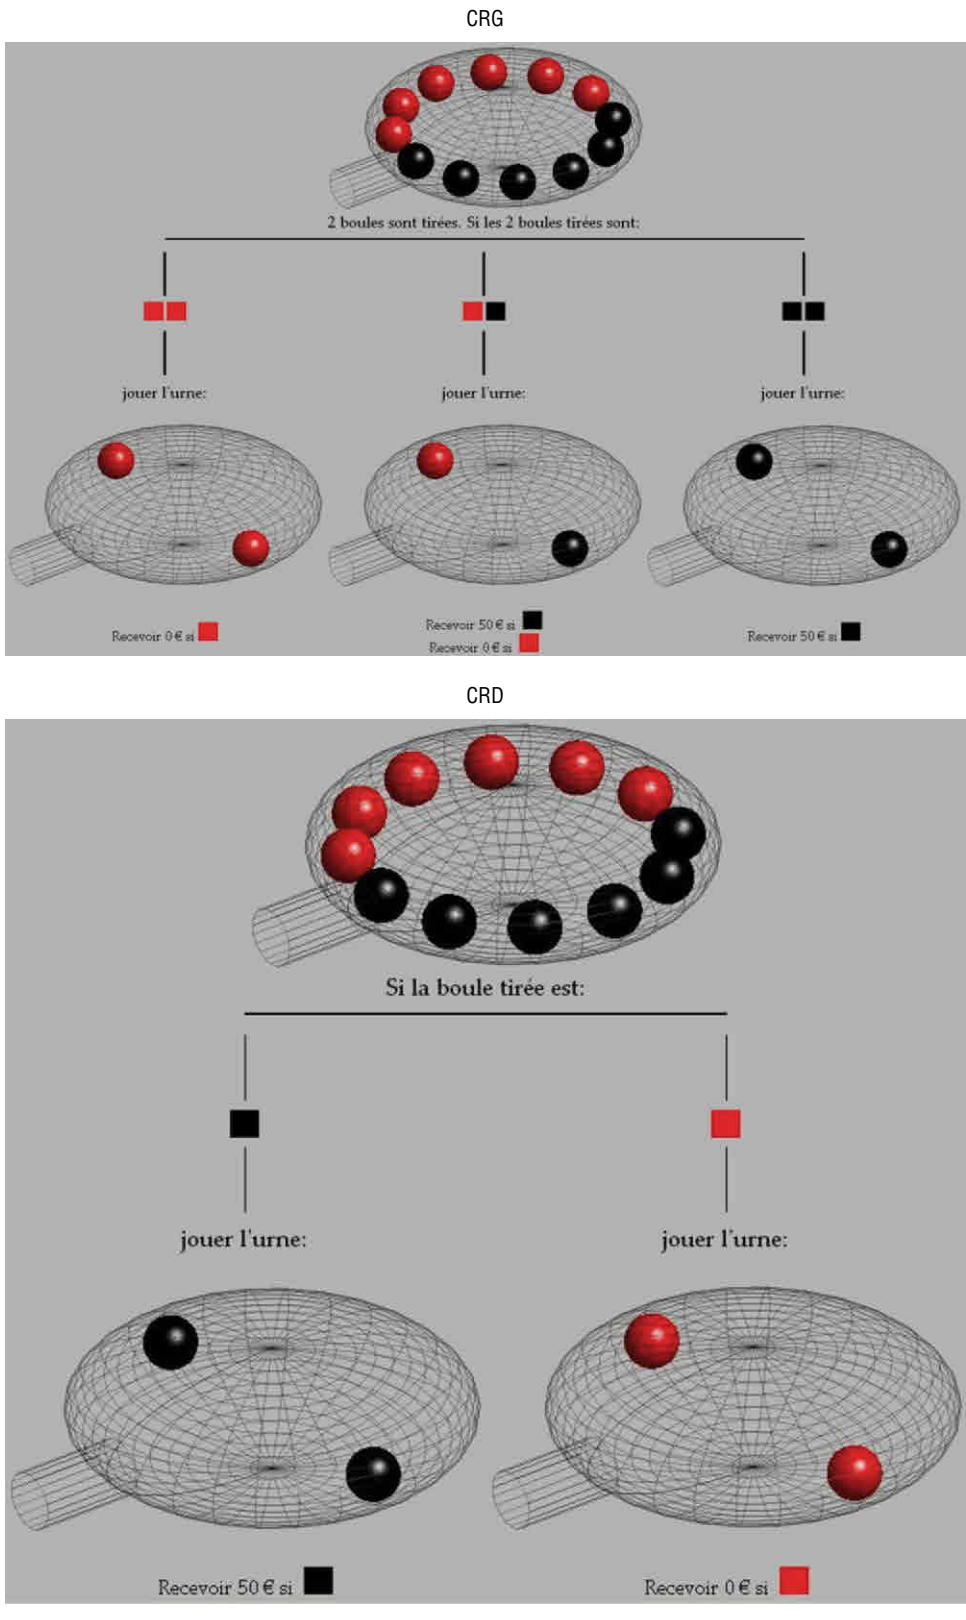 CRG
2 boules sont tirées. Si les 2 boules tirées sont:
jouer l'urne: jouer l'urne: jouer l'urne:
Recevoir 0 € si
Recevoir 50 € si
Recevoir 0 € si
Recevoir 50 € si
CRD
Si la boule tirée est:
jouer l'urne: jouer l'urne:
Recevoir 50 € si
Recevoir 0 € si